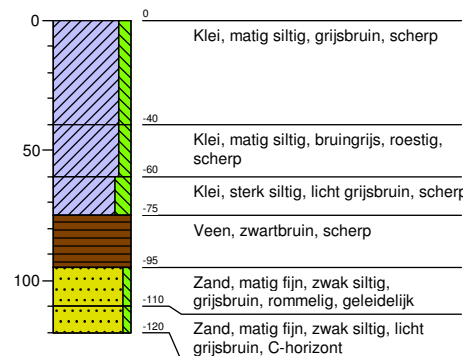 0
0
Klei, matig siltig, grijsbruin, scherp
-40
Klei, matig siltig, bruingrijs, roestig,
scherp
50
-60
Klei, sterk siltig, licht grijsbruin, scherp
-75
Veen, zwartbruin, scherp
-95
Zand, matig fijn, zwak siltig,
grijsbruin, rommelig, geleidelijk
100
-110
Zand, matig fijn, zwak siltig, licht
grijsbruin, C-horizont
-120